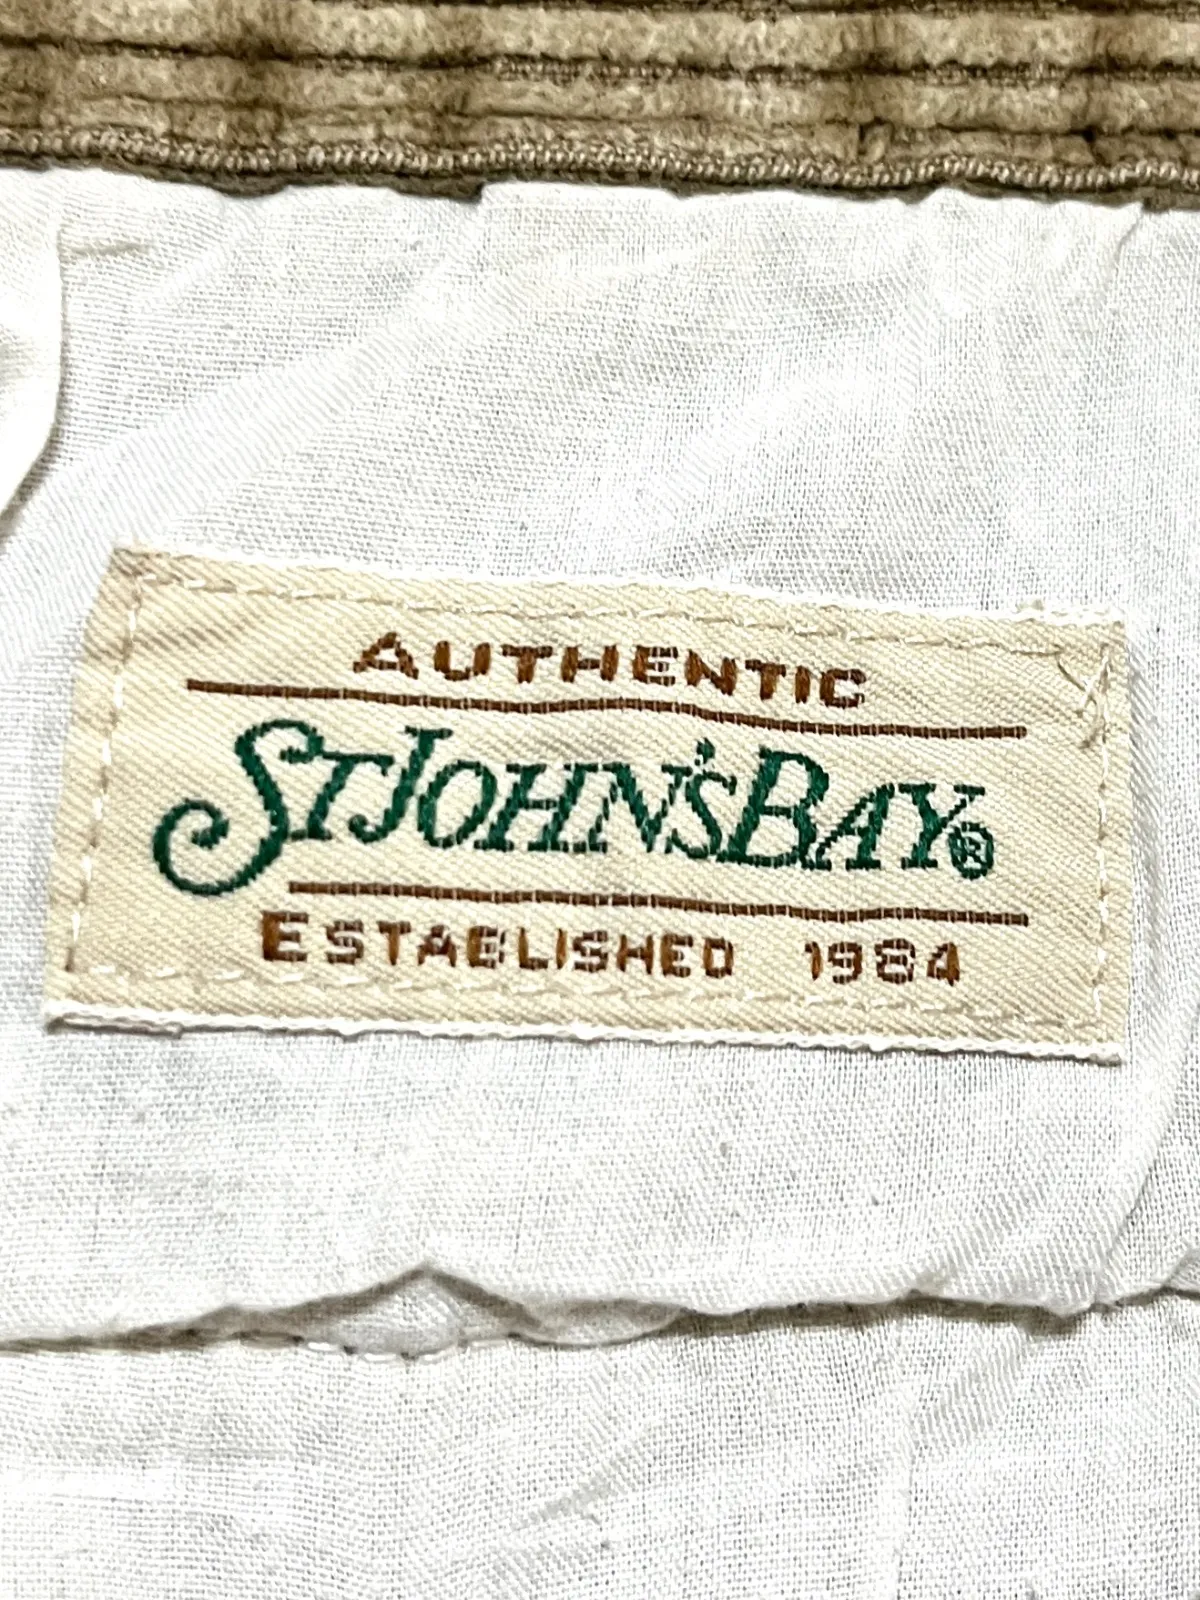 AUTHENTIC
ST JOHN'S BAY®
ESTABLISHED 1984